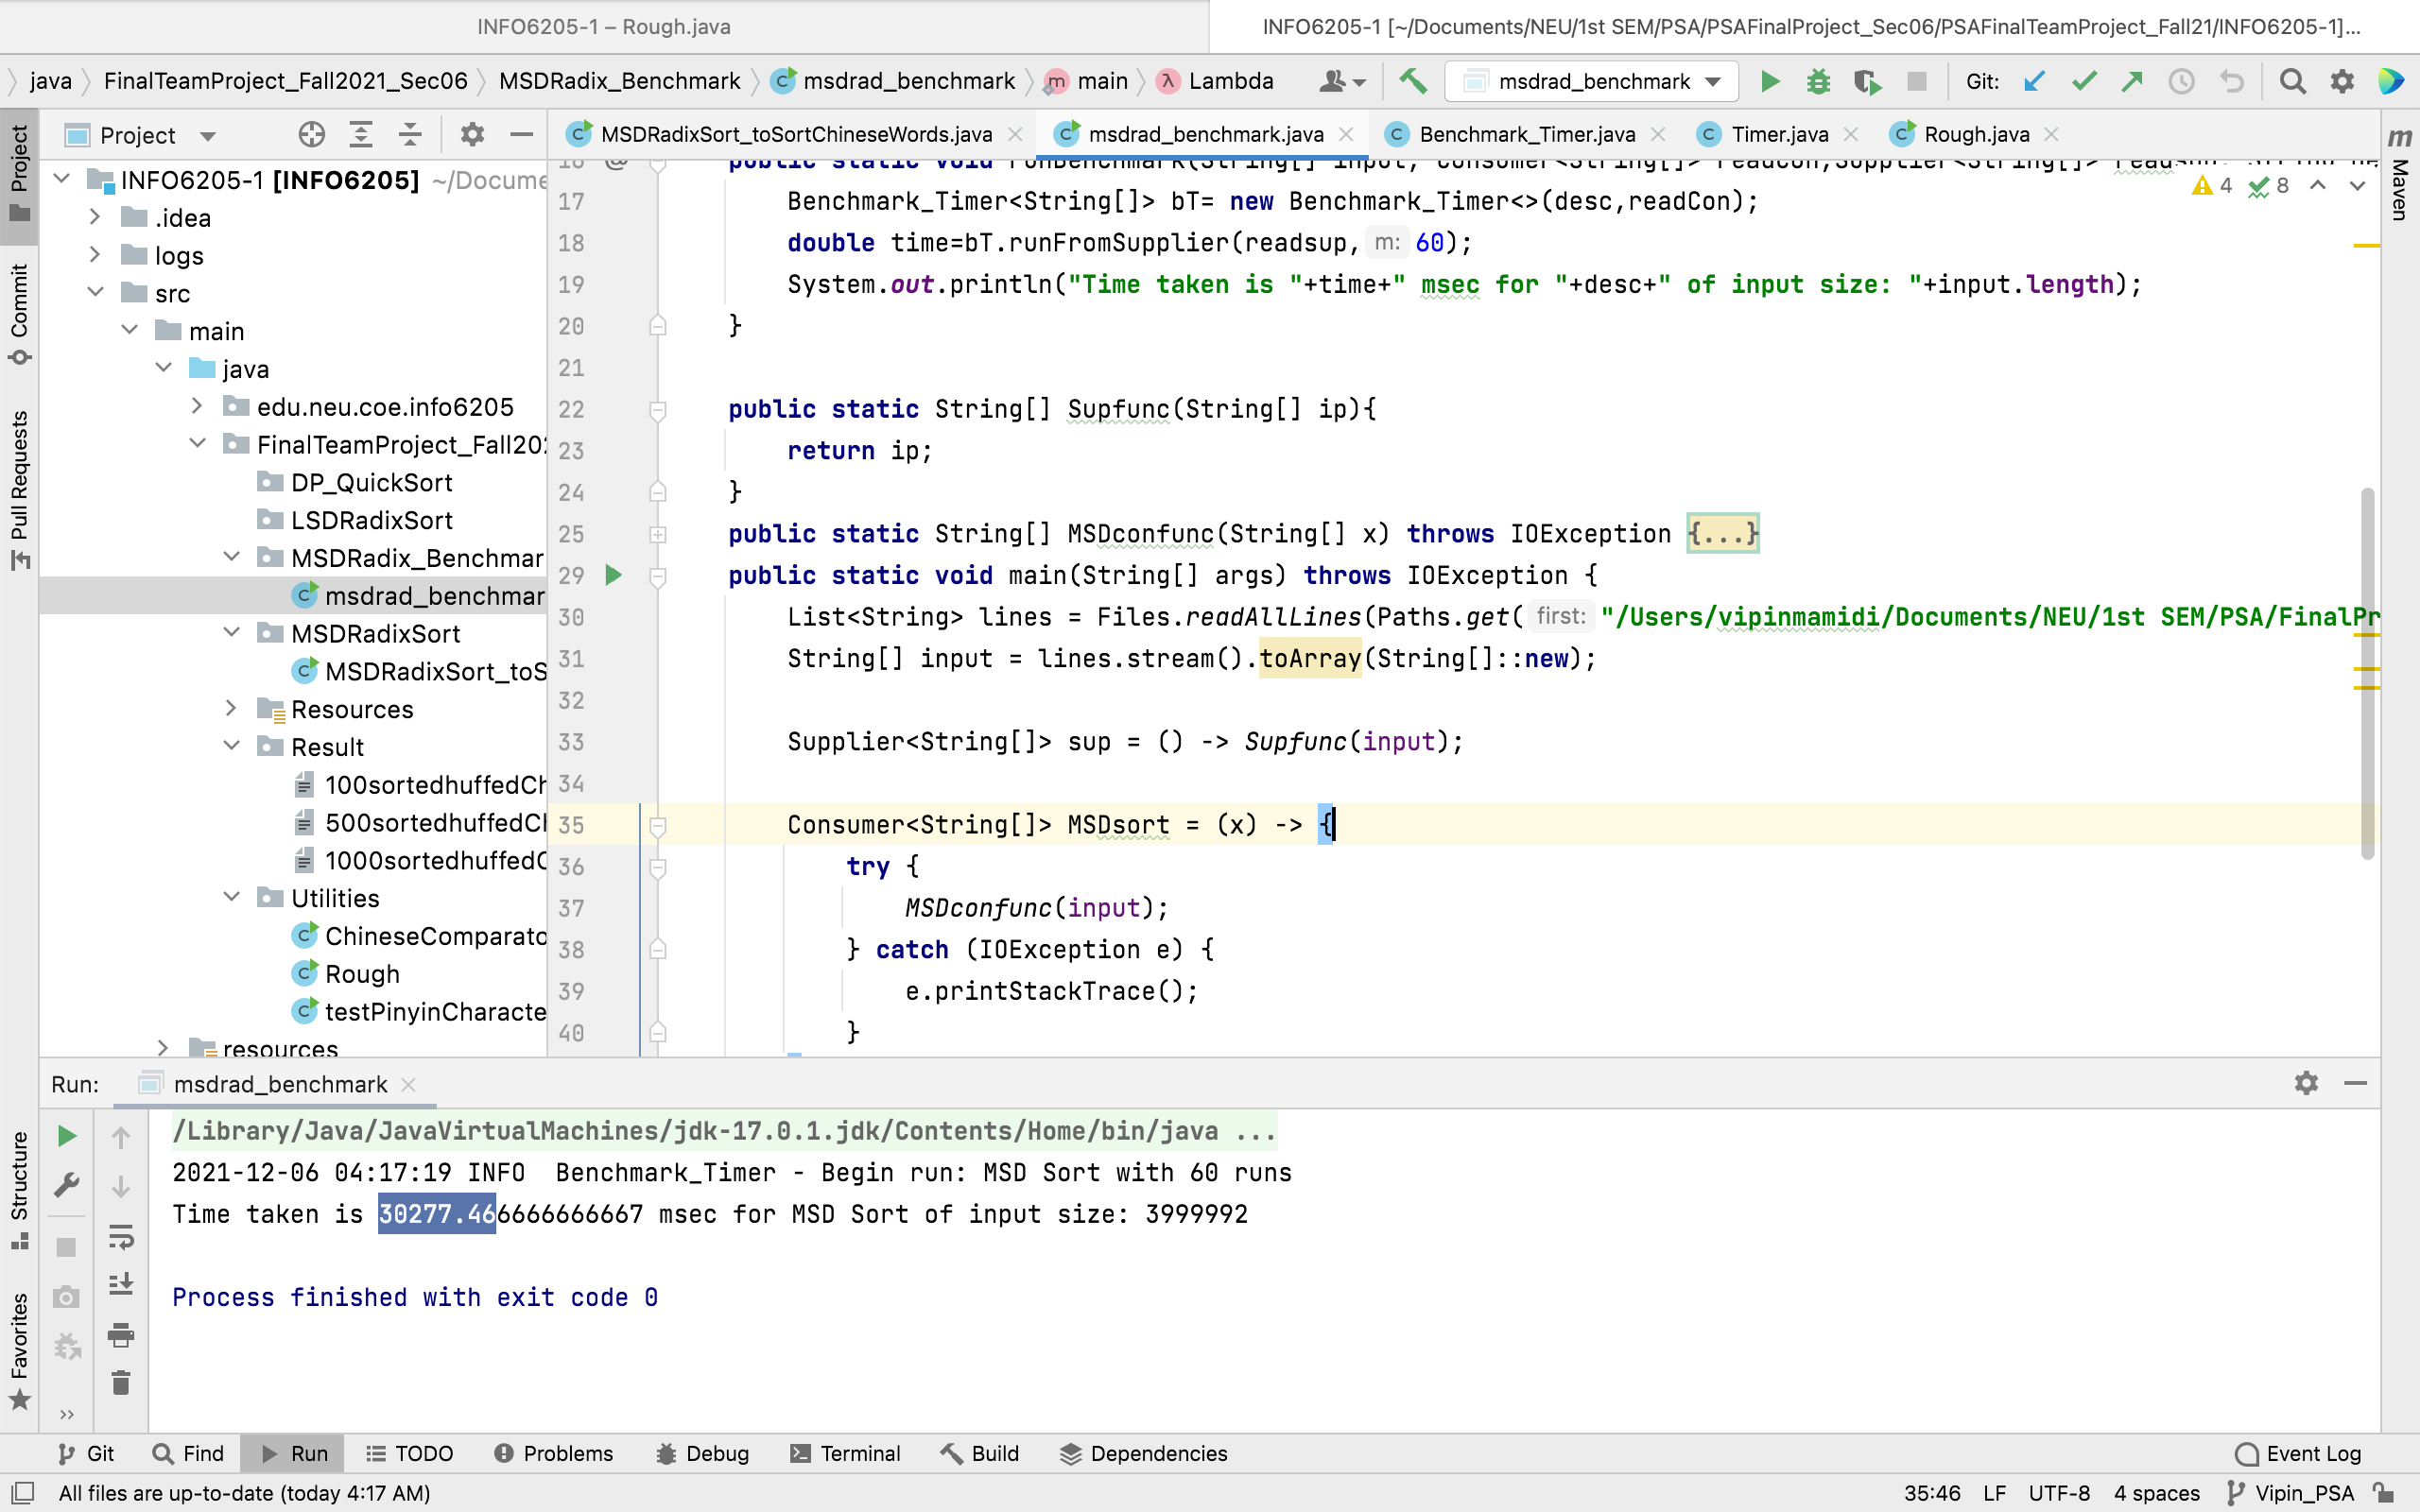 INFO6205-1 – Rough.java
INFO6205-1 [~/Documents/NEU/1st SEM/PSA/PSAFinalProject_Sec06/PSAFinalTeamProject_Fall21/INFO6205-1]...
java FinalTeamProject_Fall2021_Sec06 MSDRadix_Benchmark msdrad_benchmark main Lambda
msdrad_benchmark
Git:
Project
MSDRadixSort_toSortChineseWords.java
msdrad_benchmark.java
Benchmark_Timer.java
Timer.java
Rough.java
Project
Commit
Pull Requests
Structure
Favorites
Maven
INFO6205-1 [INFO6205] ~/Docume
.idea
logs
src
main
java
edu.neu.coe.info6205
FinalTeamProject_Fall202
DP_QuickSort
LSDRadixSort
MSDRadix_Benchmar
msdrad_benchmar
MSDRadixSort
MSDRadixSort_toS
Resources
Result
100sortedhuffedCh
500sortedhuffedCh
1000sortedhuffedC
Utilities
ChineseComparato
Rough
testPinyinCharacte
resources
4 8
16 public static void runBenchmark(String[] input, Consumer<String[]> readCon,Supplier<String[]> readsup,
17 Benchmark_Timer<String[]> bT= new Benchmark_Timer<>(desc,readCon);
18 double time=bT.runFromSupplier(readsup, m: 60);
19 System.out.println("Time taken is "+time+" msec for "+desc+" of input size: "+input.length);
20 }
21
22 public static String[] Supfunc(String[] ip){
23 return ip;
24 }
25 public static String[] MSDconfunc(String[] x) throws IOException {...}
29 public static void main(String[] args) throws IOException {
30 List<String> lines = Files.readAllLines(Paths.get( first: "/Users/vipinmamidi/Documents/NEU/1st SEM/PSA/FinalPr
31 String[] input = lines.stream().toArray(String[]::new);
32
33 Supplier<String[]> sup = () -> Supfunc(input);
34
35 Consumer<String[]> MSDsort = (x) -> {
36 try {
37 MSDconfunc(input);
38 } catch (IOException e) {
39 e.printStackTrace();
40 }
Run: msdrad_benchmark
/Library/Java/JavaVirtualMachines/jdk-17.0.1.jdk/Contents/Home/bin/java ...
2021-12-06 04:17:19 INFO  Benchmark_Timer - Begin run: MSD Sort with 60 runs
Time taken is 30277.466666666667 msec for MSD Sort of input size: 3999992
Process finished with exit code 0
Git Find Run TODO Problems Debug Terminal Build Dependencies Event Log
All files are up-to-date (today 4:17 AM)
35:46 LF UTF-8 4 spaces Vipin_PSA